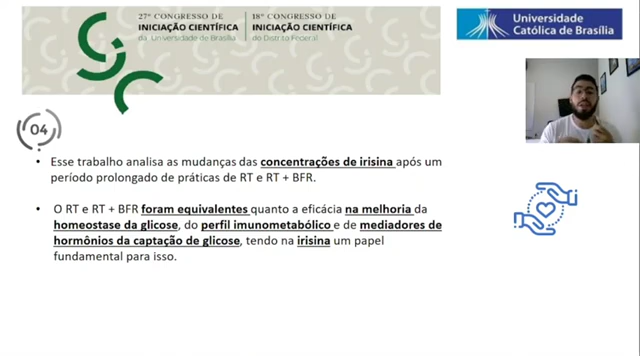 27º CONGRESSO DE
INICIAÇÃO CIENTÍFICA
da Universidade de Brasília
18º CONGRESSO DE
INICIAÇÃO CIENTÍFICA
do Distrito Federal
Universidade
Católica de Brasília
04
• Esse trabalho analisa as mudanças das concentrações de irisina após um
período prolongado de práticas de RT e RT + BFR.
• O RT e RT + BFR foram equivalentes quanto a eficácia na melhoria da
homeostase da glicose, do perfil imunometabólico e de mediadores de
hormônios da captação de glicose, tendo na irisina um papel
fundamental para isso.